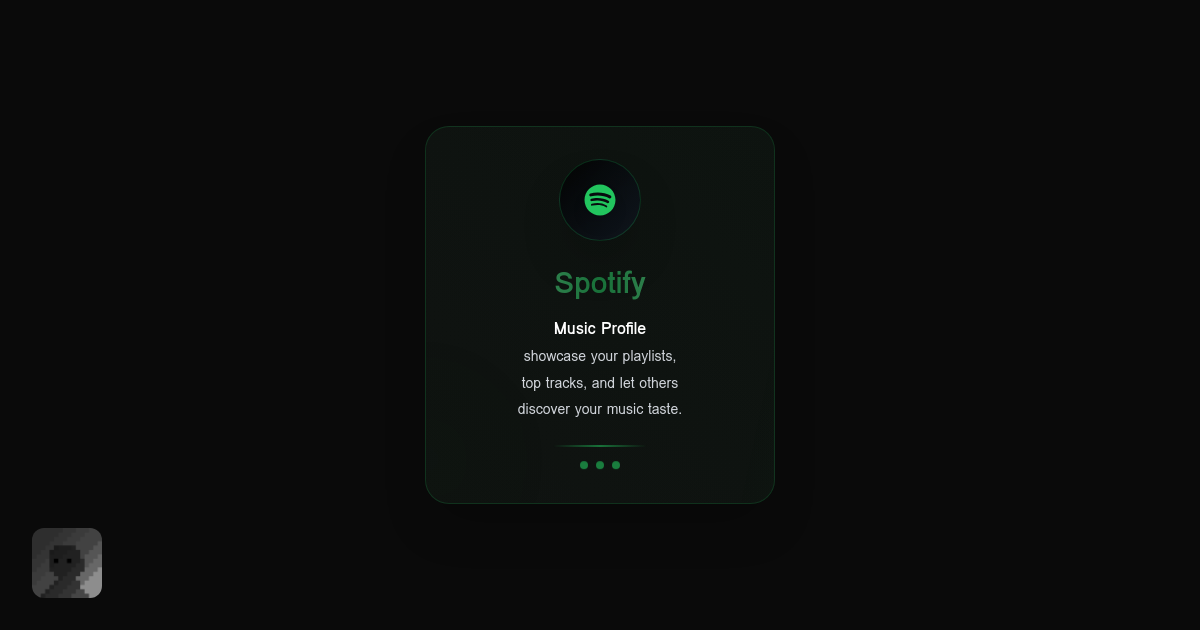 Spotify
Music Profile
showcase your playlists,
top tracks, and let others
discover your music taste.